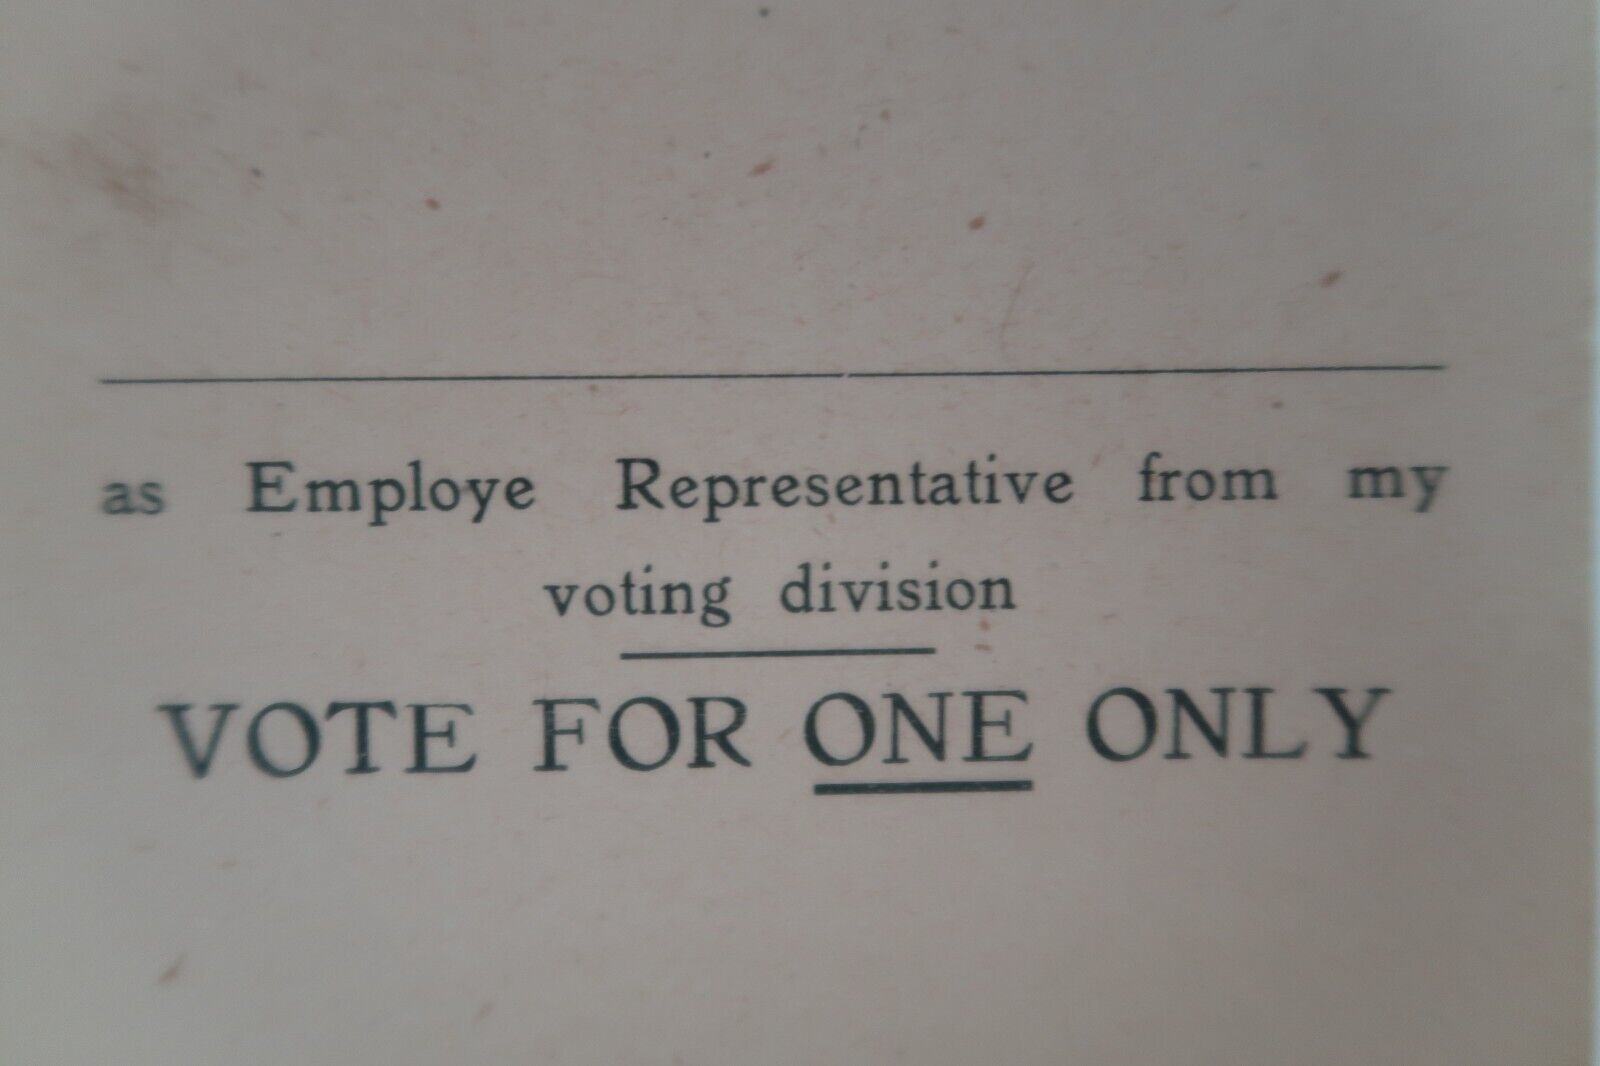 as Employe Representative from my
voting division
VOTE FOR ONE ONLY